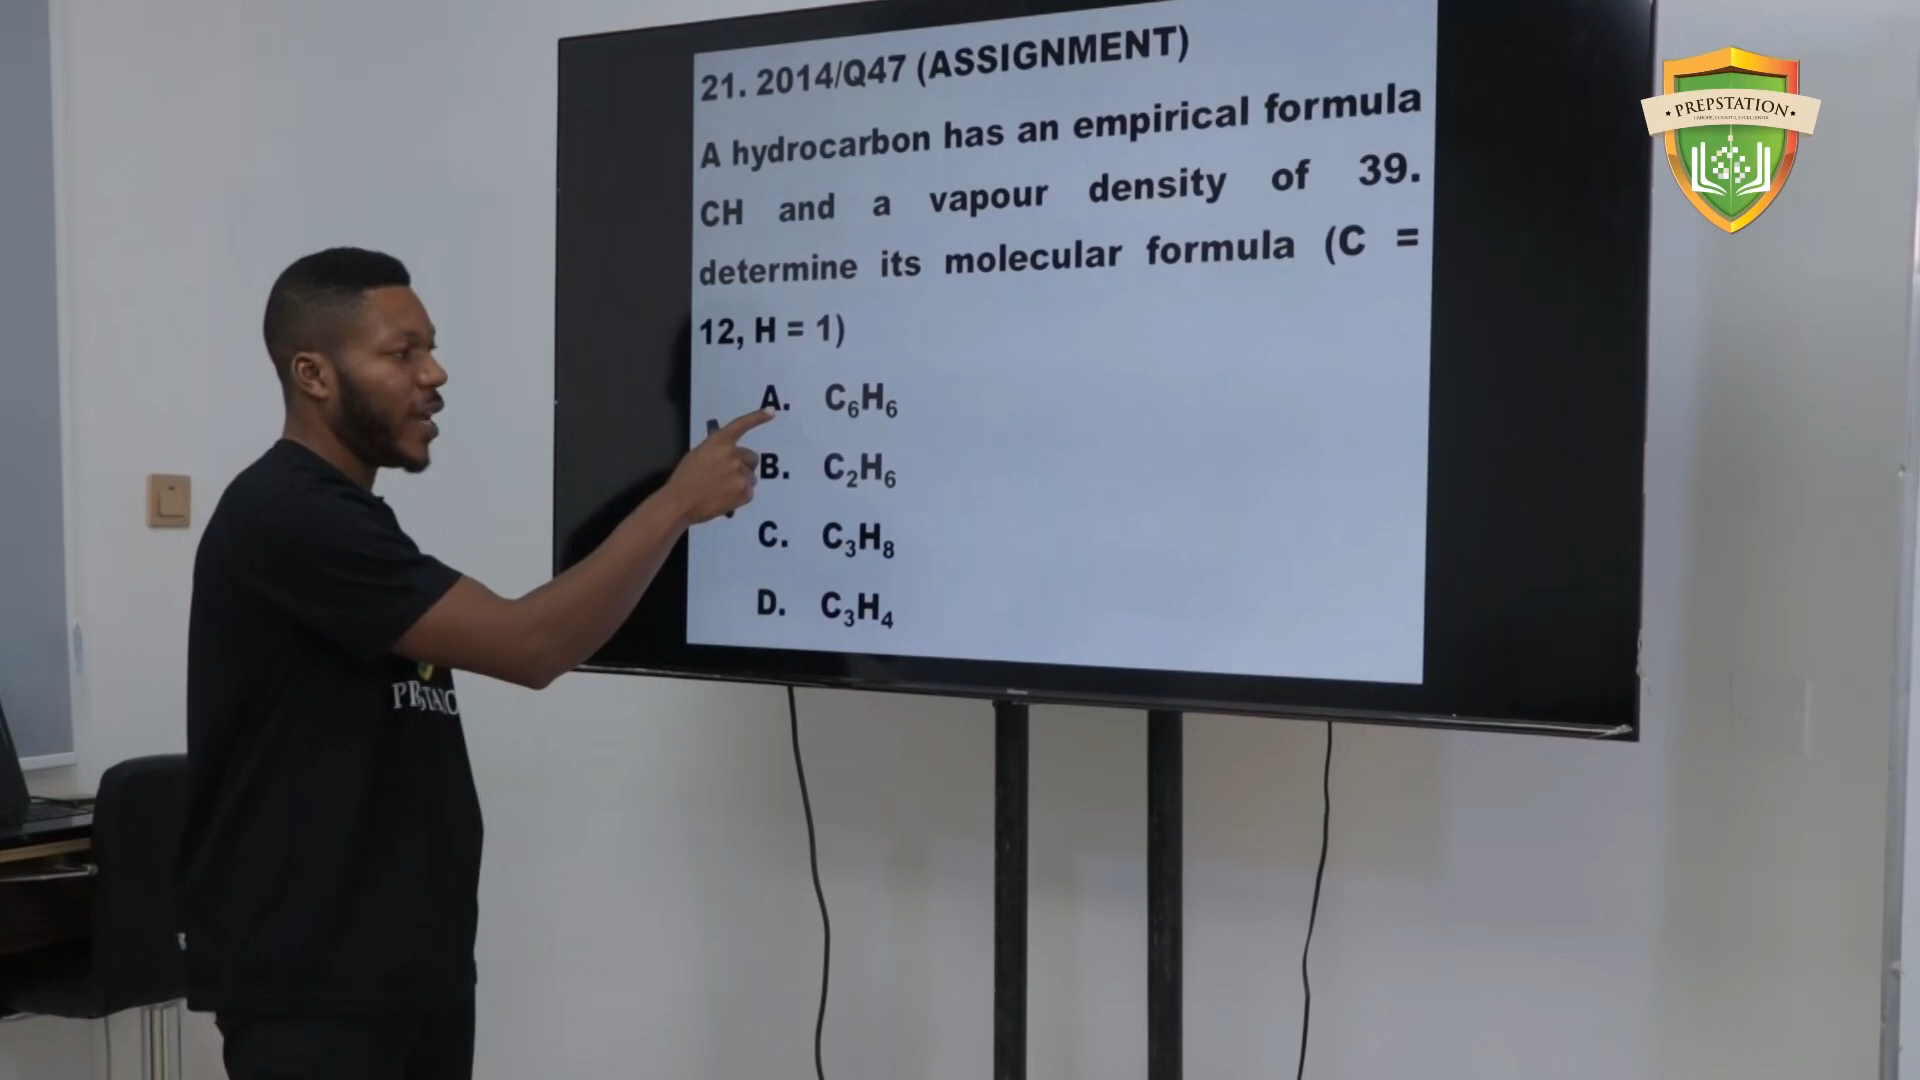 21. 2014/Q47 (ASSIGNMENT)
A hydrocarbon has an empirical formula
CH and a vapour density of 39.
determine its molecular formula (C =
12, H = 1)
A. C₆H₆
B. C₂H₆
C. C₃H₈
D. C₃H₄
PREPSTATION